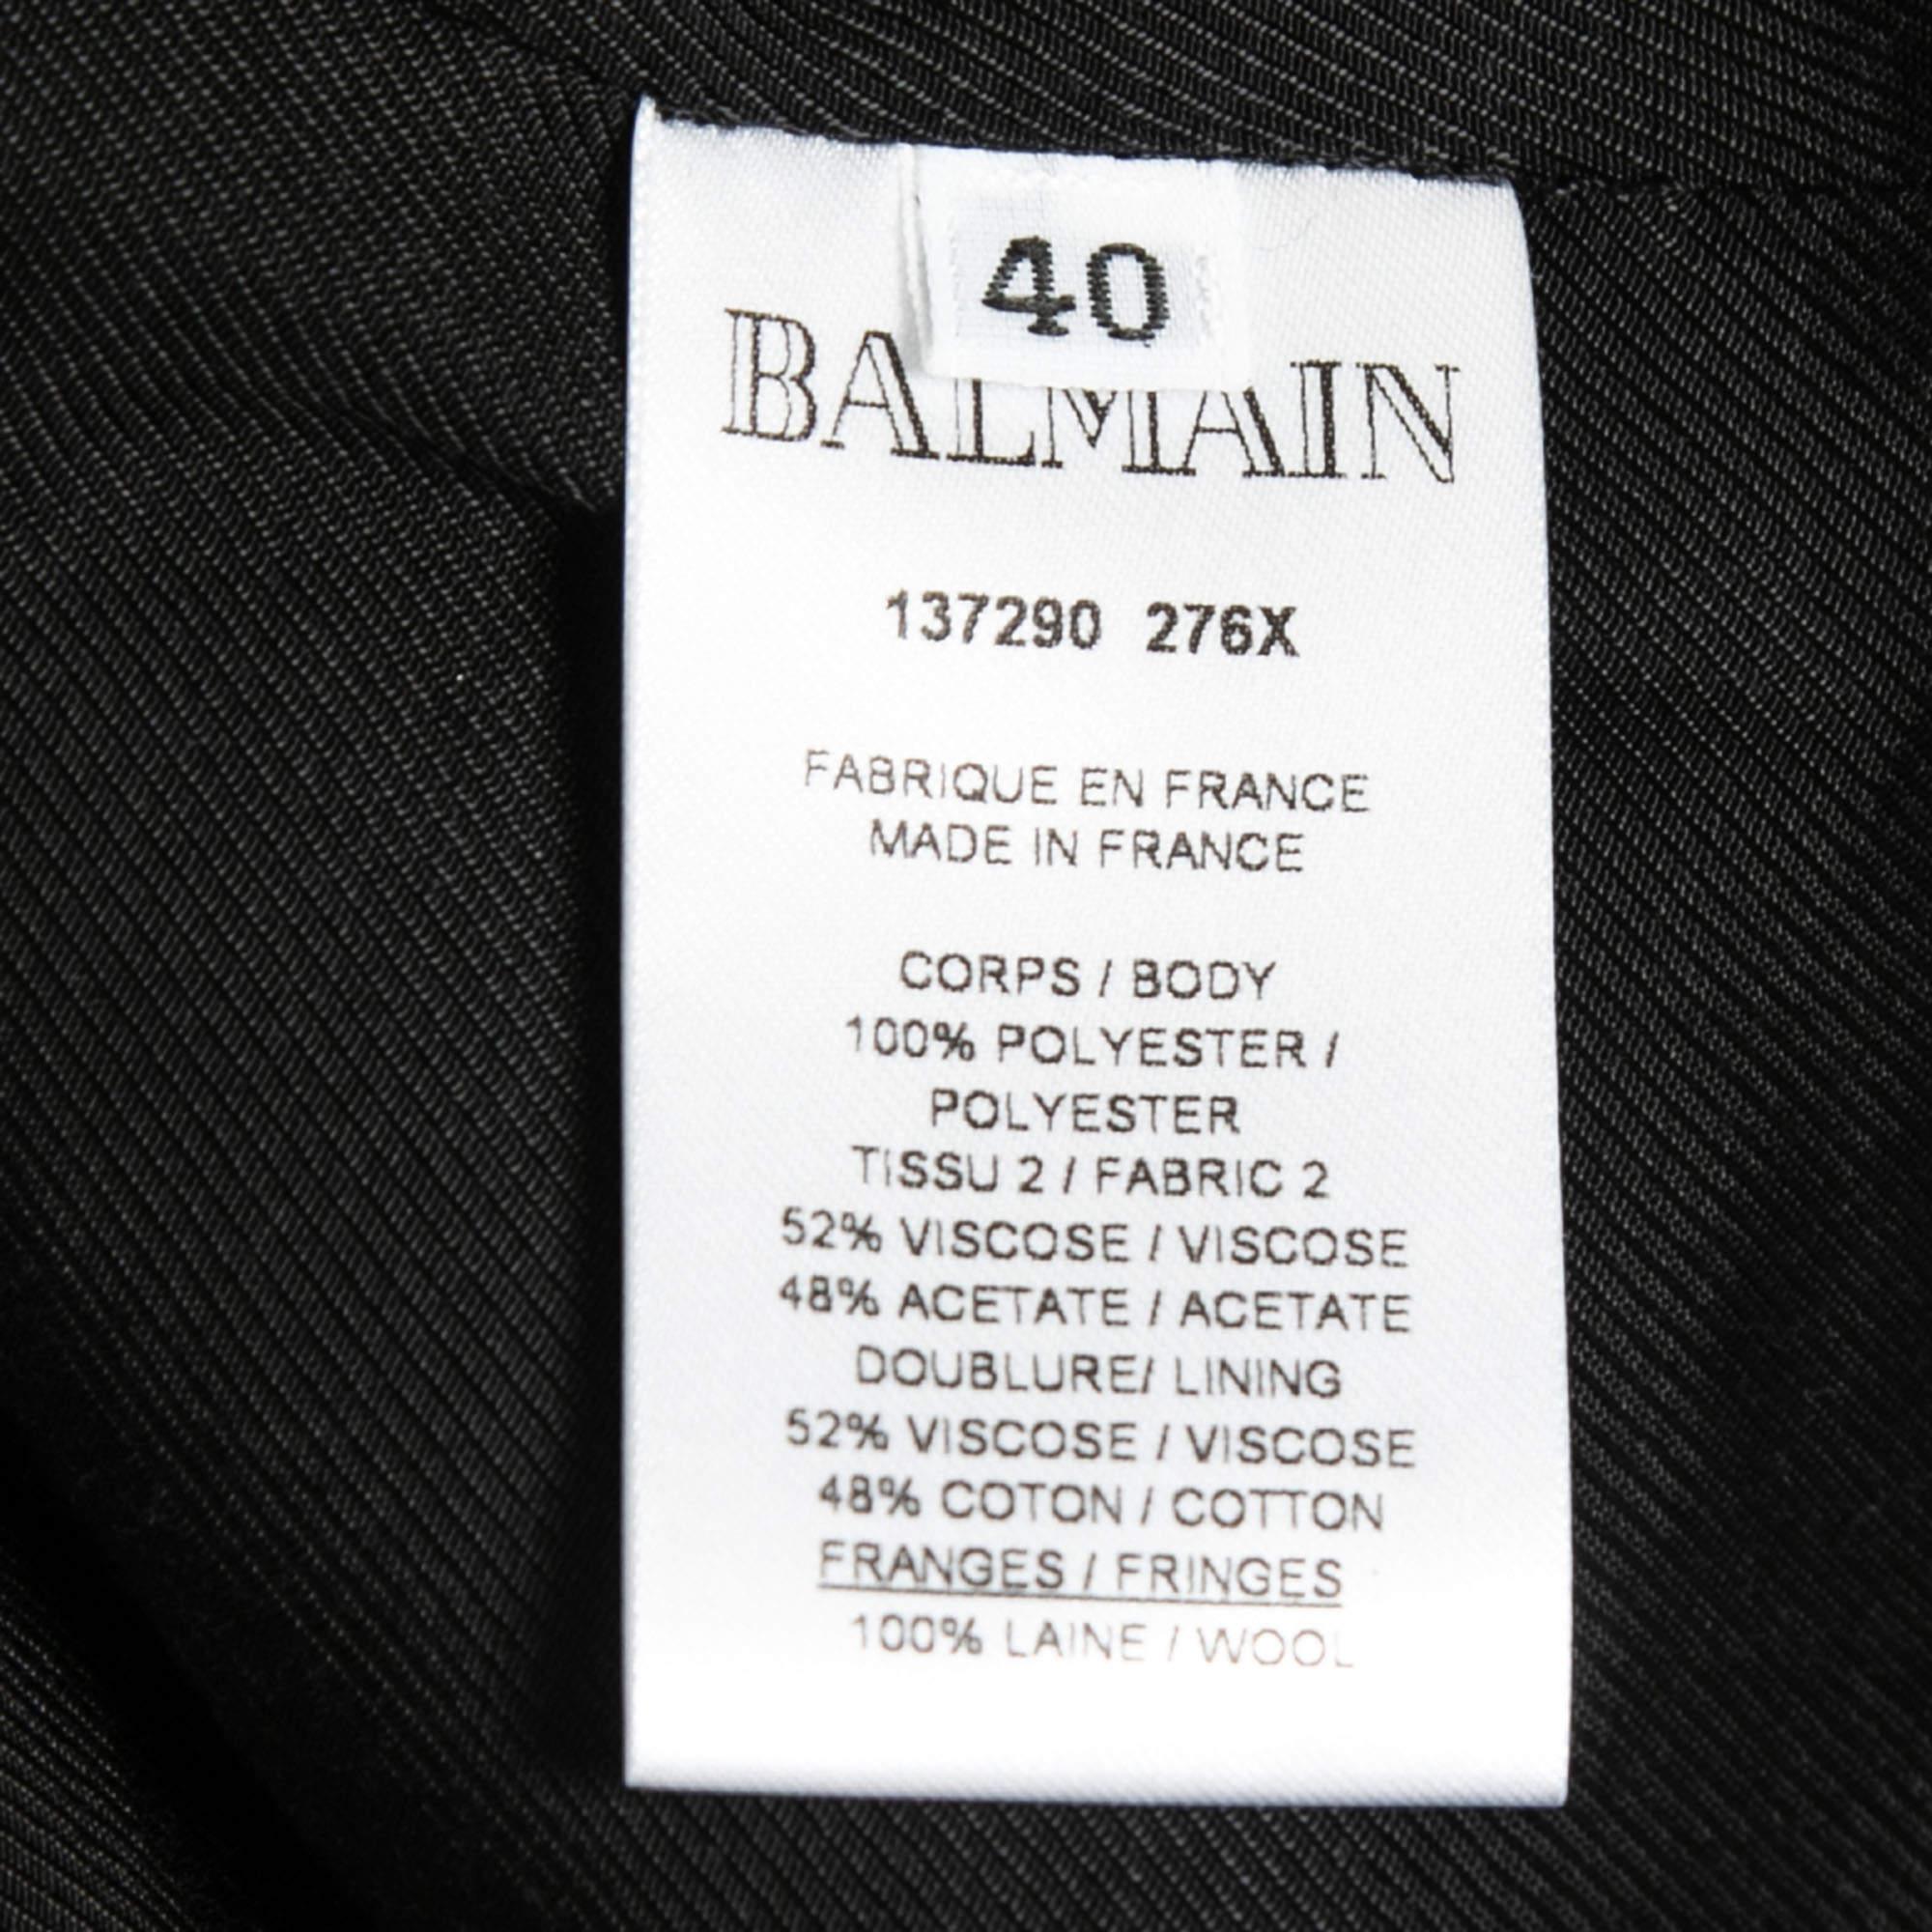 40
BALMAIN
137290 276X
FABRIQUE EN FRANCE
MADE IN FRANCE
CORPS / BODY
100% POLYESTER /
POLYESTER
TISSU 2 / FABRIC 2
52% VISCOSE / VISCOSE
48% ACETATE / ACETATE
DOUBLURE/ LINING
52% VISCOSE / VISCOSE
48% COTON / COTTON
FRANGES / FRINGES
100% LAINE / WOOL